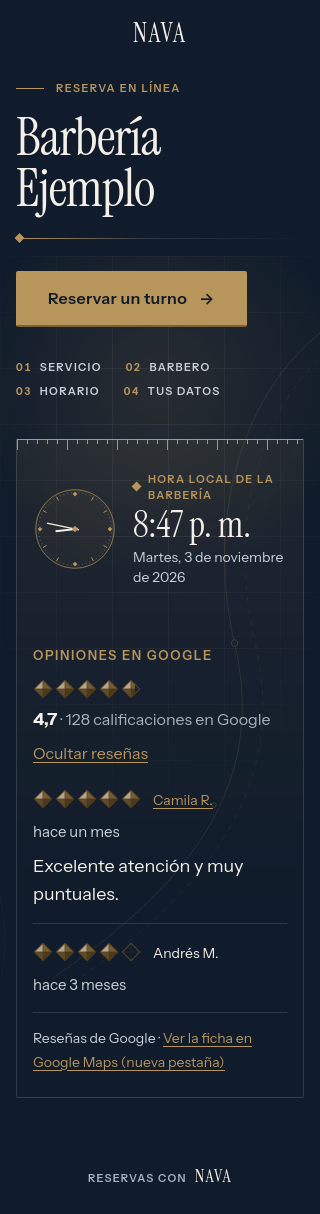 NAVA
RESERVA EN LÍNEA
Barbería
Ejemplo
Reservar un turno →
01 SERVICIO 02 BARBERO
03 HORARIO 04 TUS DATOS
HORA LOCAL DE LA
BARBERÍA
8:47 p. m.
Martes, 3 de noviembre
de 2026
OPINIONES EN GOOGLE
4,7 · 128 calificaciones en Google
Ocultar reseñas
Camila R.
hace un mes
Excelente atención y muy
puntuales.
Andrés M.
hace 3 meses
Reseñas de Google · Ver la ficha en
Google Maps (nueva pestaña)
RESERVAS CON NAVA